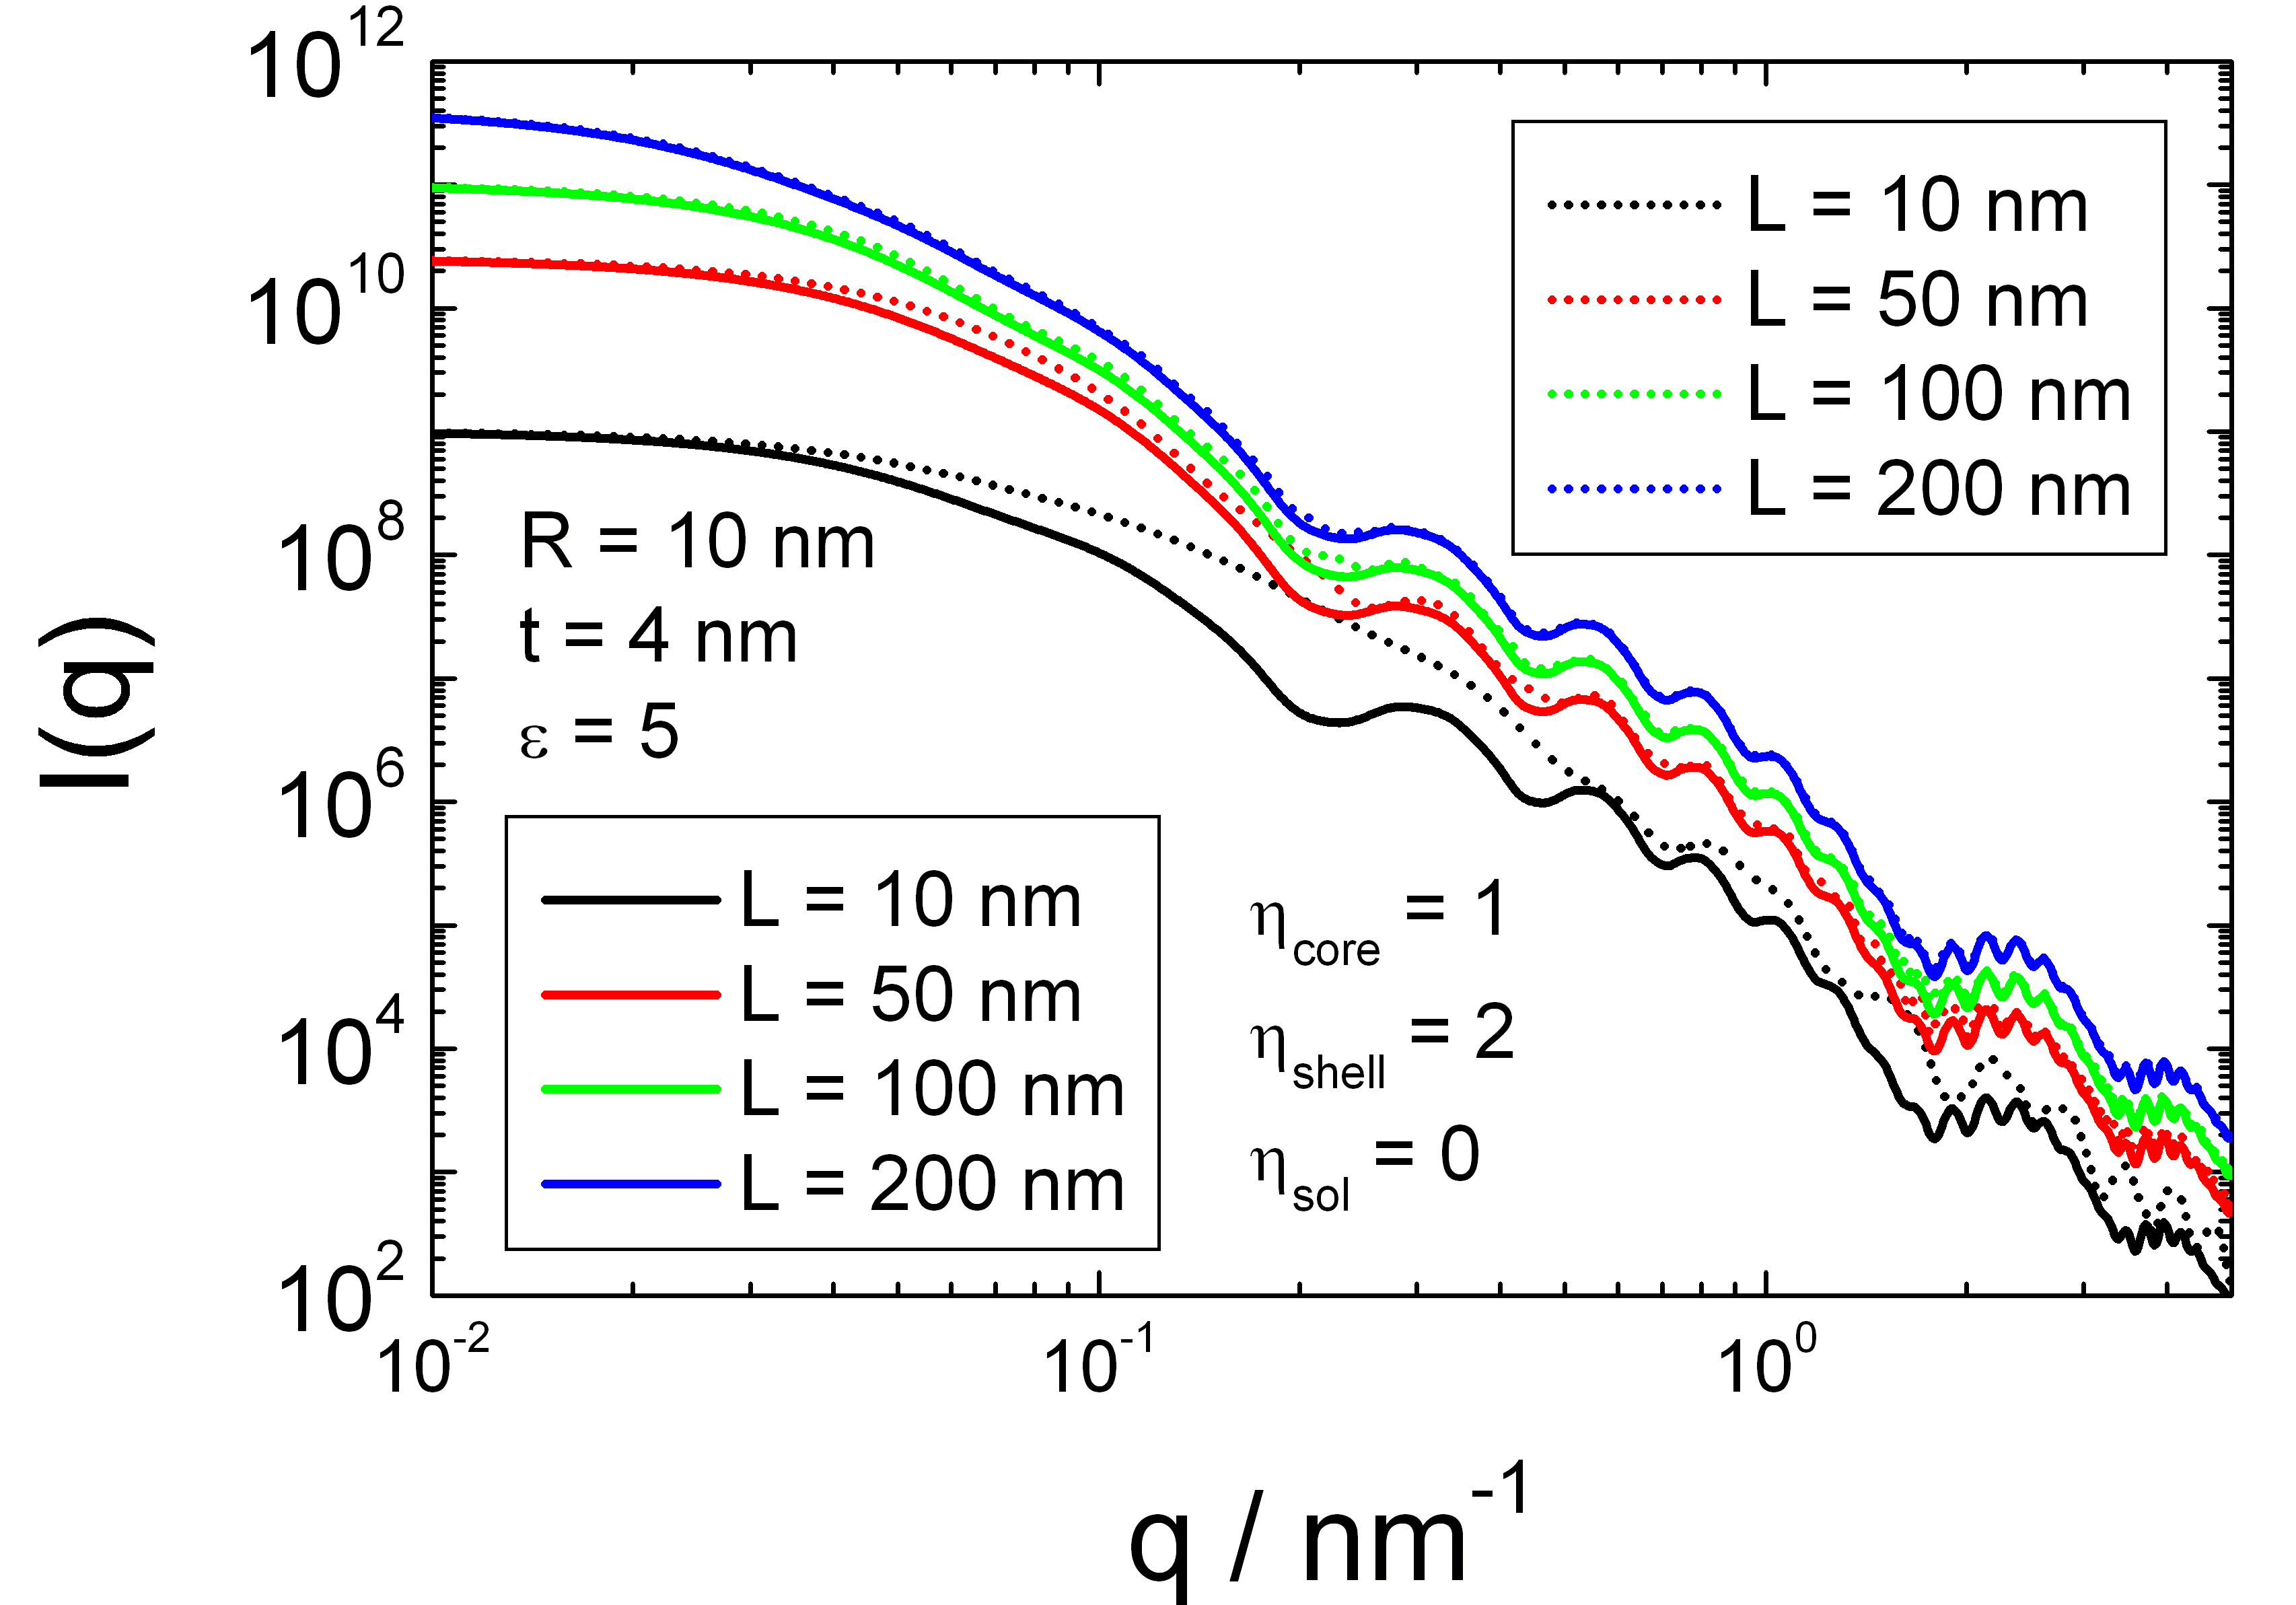 10^12
10^10
10^8
10^6
10^4
10^2
I(q)
L = 10 nm
L = 50 nm
L = 100 nm
L = 200 nm
R = 10 nm
t = 4 nm
ε = 5
L = 10 nm
L = 50 nm
L = 100 nm
L = 200 nm
η_core = 1
η_shell = 2
η_sol = 0
10^-2 10^-1 10^0
q / nm^-1